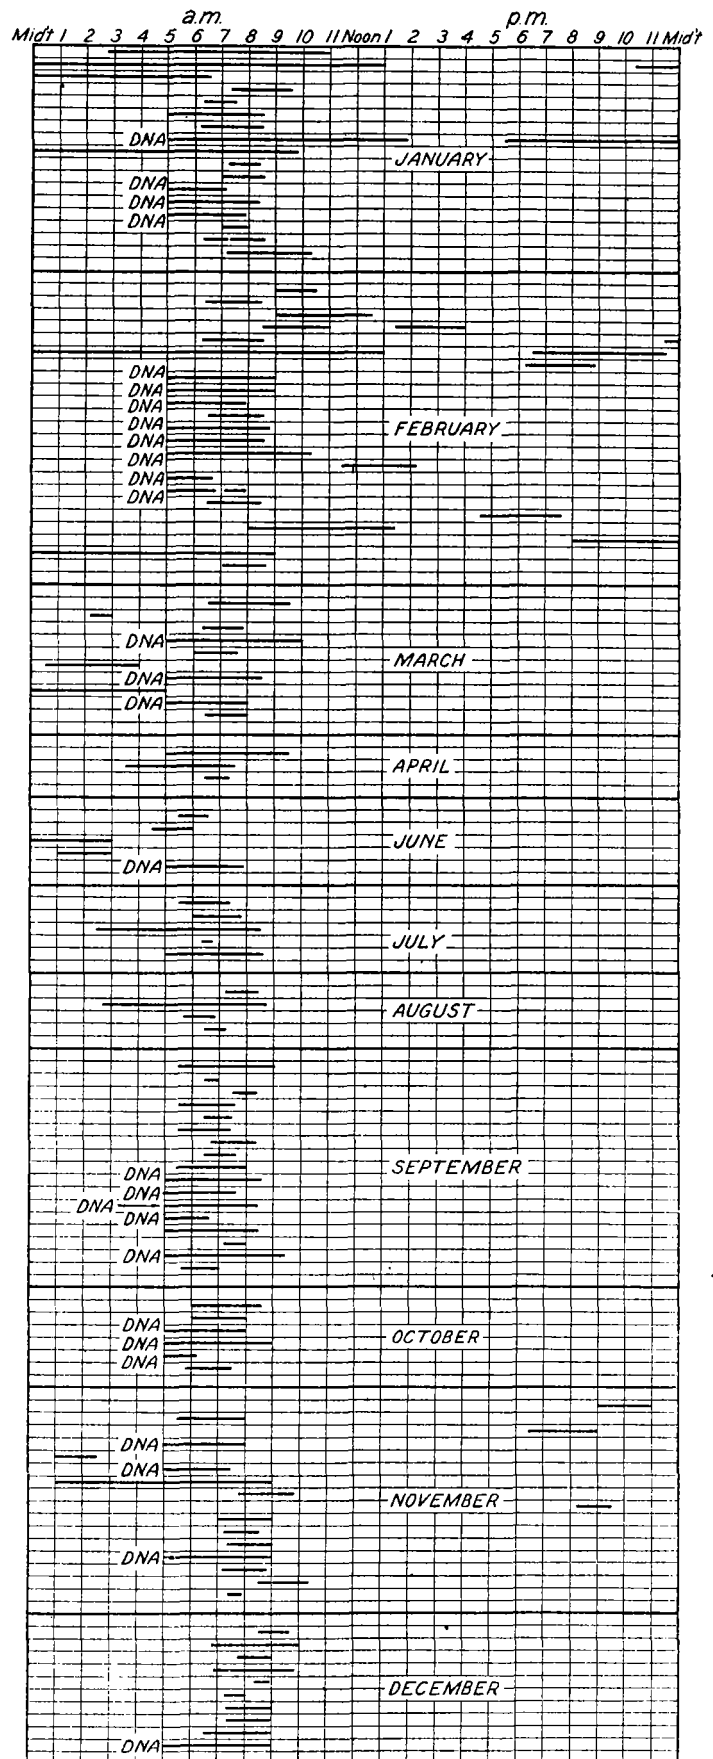 a.m. p.m.
Mid't 1 2 3 4 5 6 7 8 9 10 11 Noon 1 2 3 4 5 6 7 8 9 10 11 Mid't
DNA
JANUARY
DNA
DNA
DNA
DNA
DNA
DNA
DNA
FEBRUARY
DNA
DNA
DNA
DNA
DNA
MARCH
DNA
DNA
APRIL
JUNE
DNA
JULY
AUGUST
SEPTEMBER
DNA
DNA
DNA
DNA
DNA
DNA
OCTOBER
DNA
DNA
DNA
DNA
NOVEMBER
DNA
DECEMBER
DNA